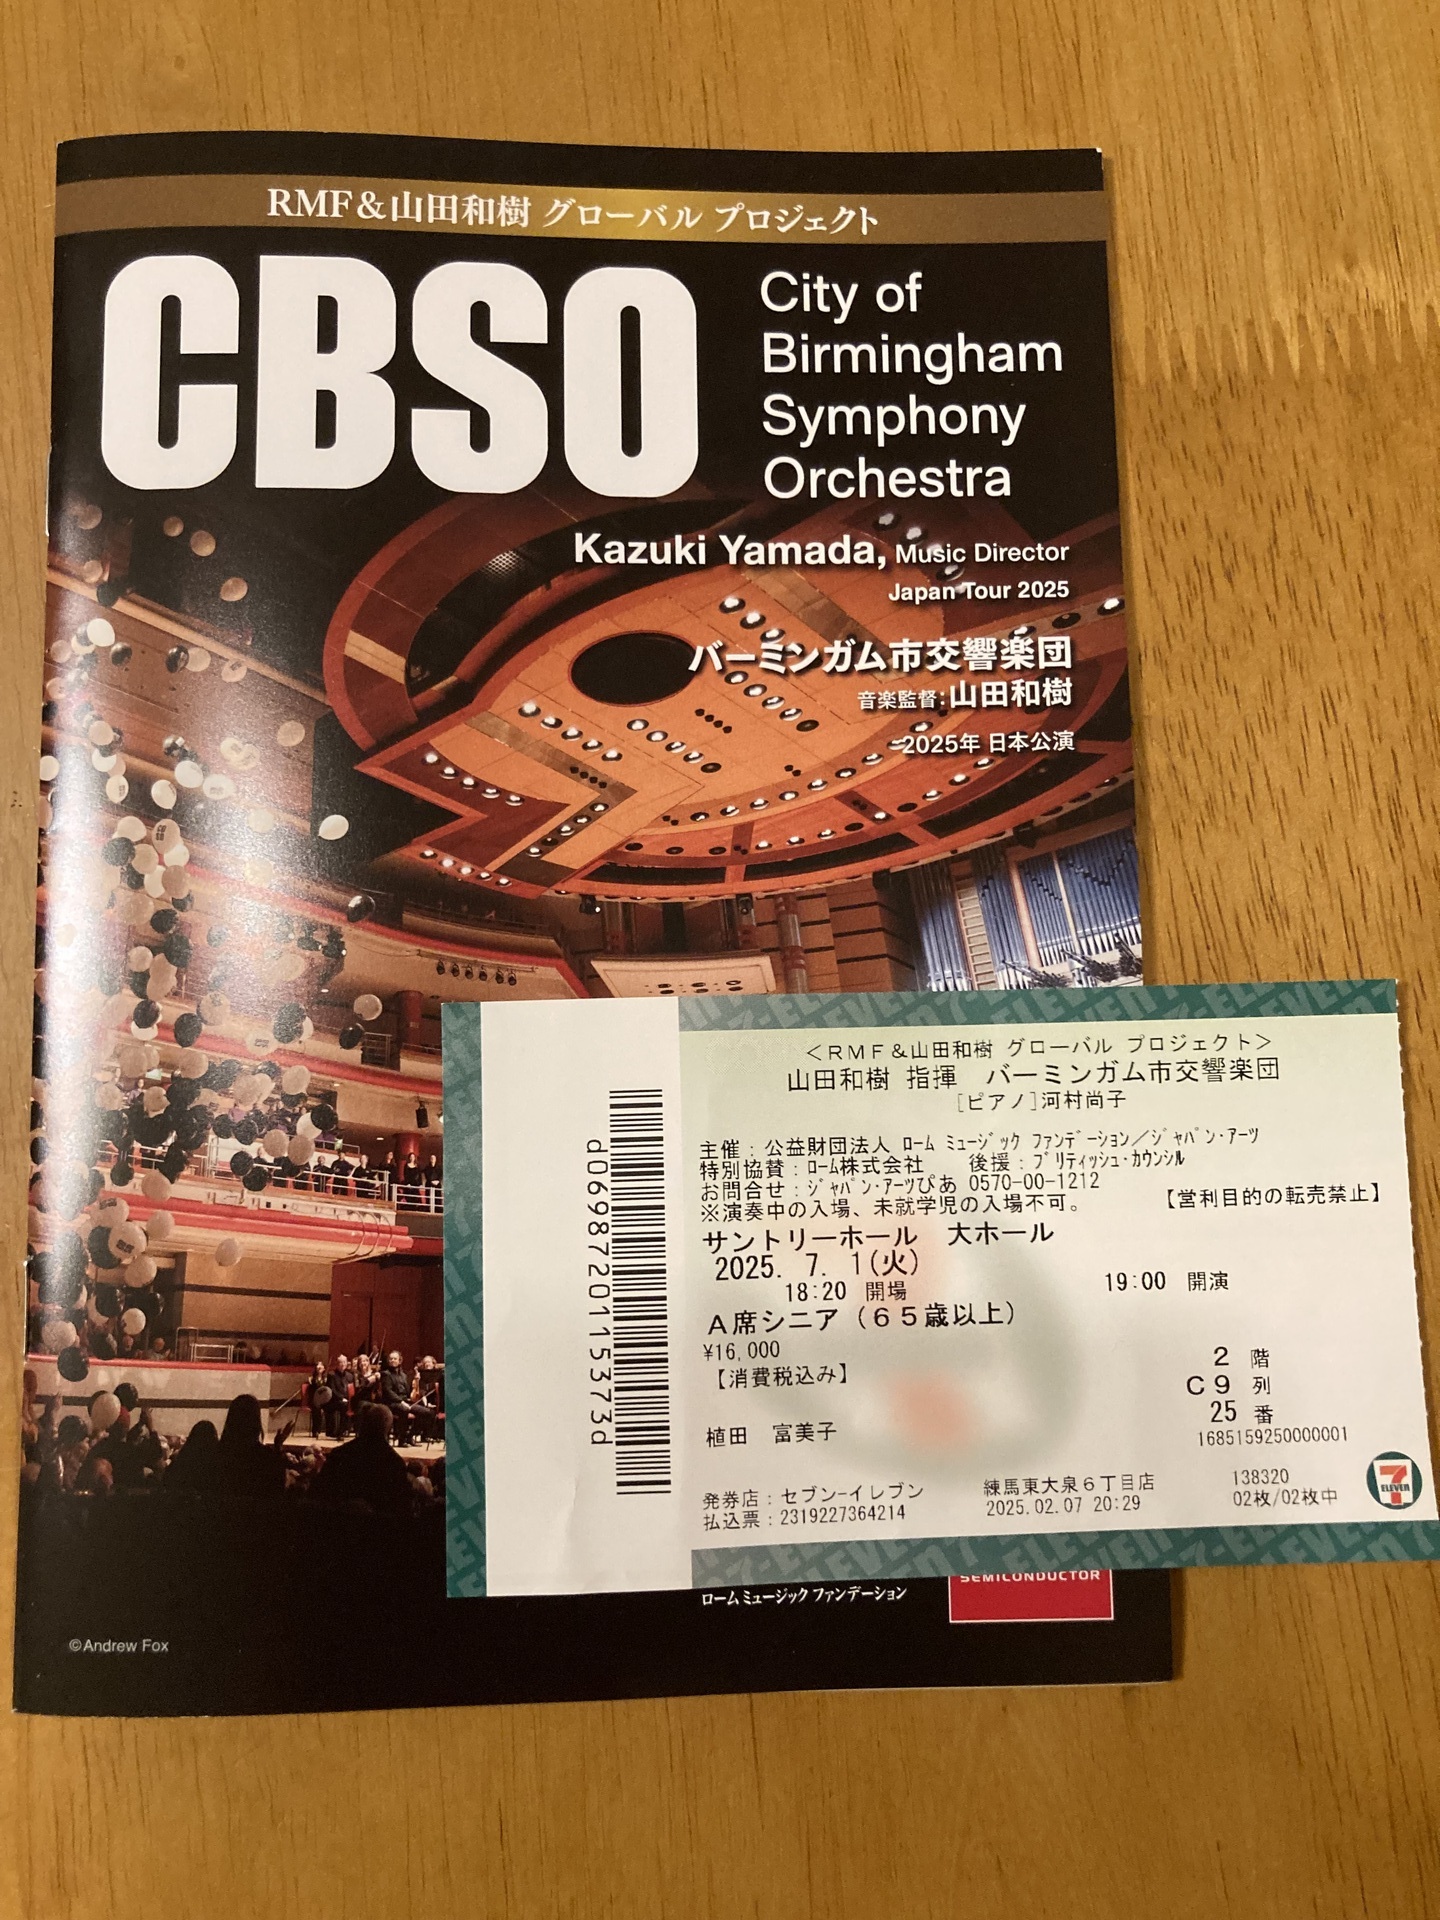 RMF&山田和樹 グローバル プロジェクト
CBSO
City of
Birmingham
Symphony
Orchestra
Kazuki Yamada, Music Director
Japan Tour 2025
バーミンガム市交響楽団
音楽監督:山田和樹
2025年 日本公演
<RMF&山田和樹 グローバル プロジェクト>
山田和樹 指揮 バーミンガム市交響楽団
[ピアノ]河村尚子
主催:公益財団法人 ローム ミュージック ファンデーション/ジャパン・アーツ
特別協賛:ローム株式会社 後援:ブリティッシュ・カウンシル
お問合せ:ジャパン・アーツぴあ 0570-00-1212
※演奏中の入場、未就学児の入場不可。 【営利目的の転売禁止】
サントリーホール 大ホール
2025. 7. 1(火)
18:20 開場 19:00 開演
A席シニア(65歳以上)
¥16,000
【消費税込み】
2 階
C9 列
25 番
植田 富美子
1685159250000001
発券店:セブン-イレブン 練馬東大泉6丁目店 138320
払込票:2319227364214 2025.02.07 20:29 02枚/02枚中
7 ELEVEN
d0698720115373d
ローム ミュージック ファンデーション
SEMICONDUCTOR
©Andrew Fox